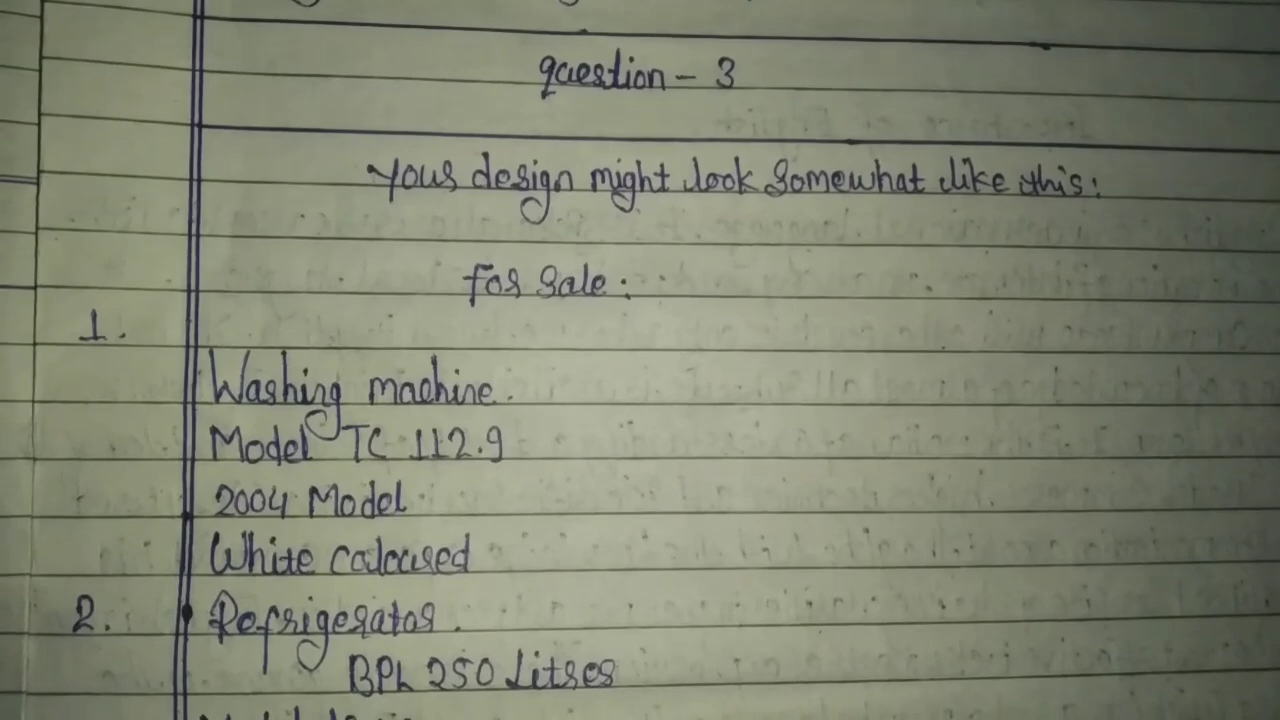 question - 3
Your design might look somewhat like this:
for sale :
1.
Washing machine.
Model TC 112.9
2004 Model
White coloured
2. Refrigerator.
BPL 250 Litres